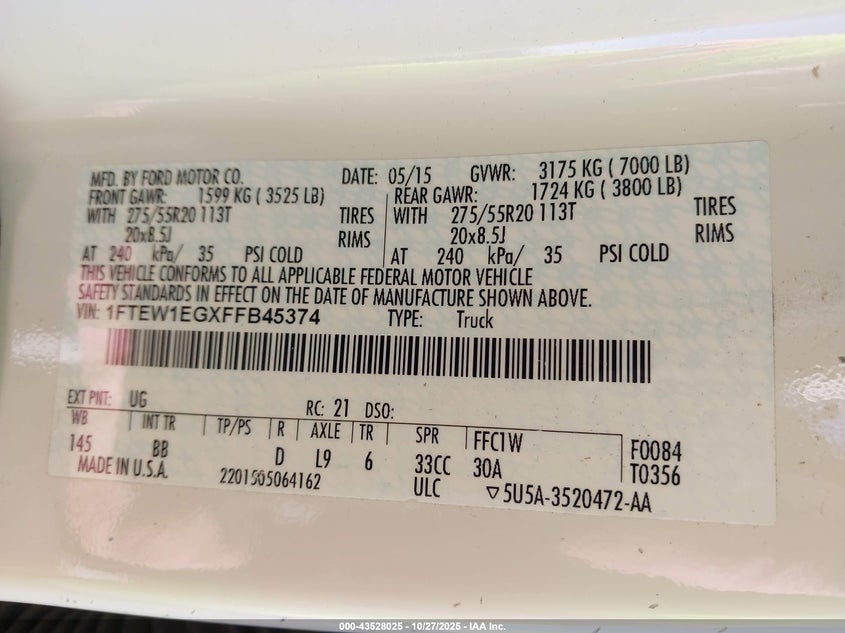 MFD. BY FORD MOTOR CO. DATE: 05/15 GVWR: 3175 KG ( 7000 LB)
FRONT GAWR: 1599 KG ( 3525 LB) REAR GAWR: 1724 KG ( 3800 LB)
WITH 275/55R20 113T TIRES WITH 275/55R20 113T TIRES
20x8.5J RIMS 20x8.5J RIMS
AT 240 kPa/ 35 PSI COLD AT 240 kPa/ 35 PSI COLD
THIS VEHICLE CONFORMS TO ALL APPLICABLE FEDERAL MOTOR VEHICLE
SAFETY STANDARDS IN EFFECT ON THE DATE OF MANUFACTURE SHOWN ABOVE.
VIN: 1FTEW1EGXFFB45374 TYPE: Truck
EXT PNT: UG RC: 21 DSO:
WB INT TR TP/PS R AXLE TR SPR FFC1W F0084
145 BB D L9 6 33CC 30A T0356
MADE IN U.S.A. 2201505064162 ULC ▽5U5A-3520472-AA
000-43528025 - 10/27/2025 - IAA Inc.